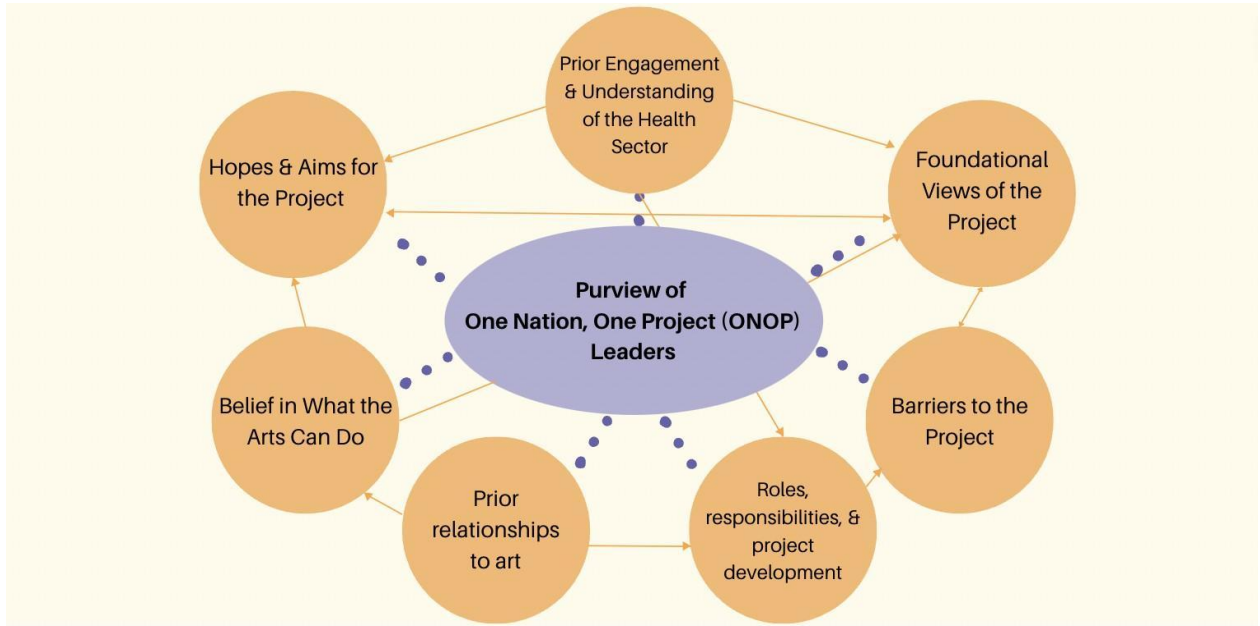 Prior Engagement
& Understanding
of the Health
Sector
Hopes & Aims for
the Project
Foundational
Views of the
Project
Purview of
One Nation, One Project (ONOP)
Leaders
Belief in What the
Arts Can Do
Barriers to the
Project
Prior
relationships
to art
Roles,
responsibilities, &
project
development